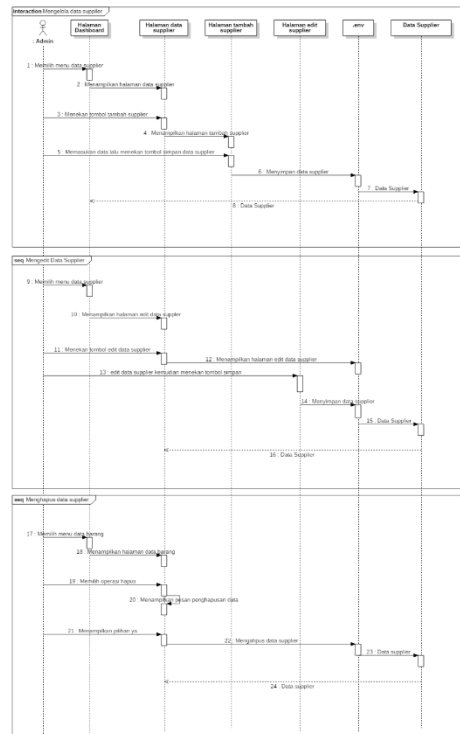 interaction Mengelola data supplier
Halaman
Dashboard
Halaman data
supplier
Halaman tambah
supplier
Halaman edit
supplier
.env
Data Supplier
: Admin
1 : Memilih menu data supplier
2 : Menampilkan halaman data supplier
3 : Menekan tombol tambah supplier
4 : Menampilkan halaman tambah supplier
5 : Memasukan data lalu menekan tombol simpan data supplier
6 : Menyimpan data supplier
7 : Data Supplier
8 : Data Supplier
seq Mengedit Data Supplier
9 : Memilih menu data supplier
10 : Menampilkan halaman edit data suppler
11 : Menekan tombol edit data supplier
12 : Menampilkan halaman edit data supplier
13 : edit data supplier kemudian menekan tombol simpan
14 : Menyimpan data supplier
15 : Data Supplier
16 : Data Supplier
seq Menghapus data supplier
17 : Memilih menu data barang
18 : Menampilkan halaman data barang
19 : Memilih operasi hapus
20 : Menampilkan pesan penghapusan data
21 : Menampilkan pilihan ya
22 : Mengahpus data supplier
23 : Data supplier
24 : Data supplier